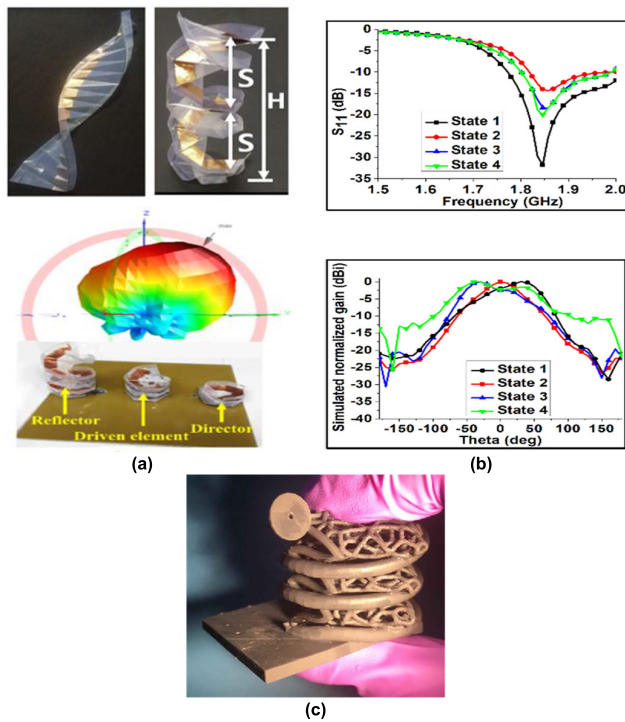 S
S
H
Z
max
Reflector
Driven element
Director
(a)
S11 (dB)
0
-5
-10
-15
-20
-25
-30
-35
State 1
State 2
State 3
State 4
1.5 1.6 1.7 1.8 1.9 2.0
Frequency (GHz)
Simulated normalized gain (dBi)
0
-5
-10
-15
-20
-25
-30
-35
-40
State 1
State 2
State 3
State 4
-150 -100 -50 0 50 100 150
Theta (deg)
(b)
(c)